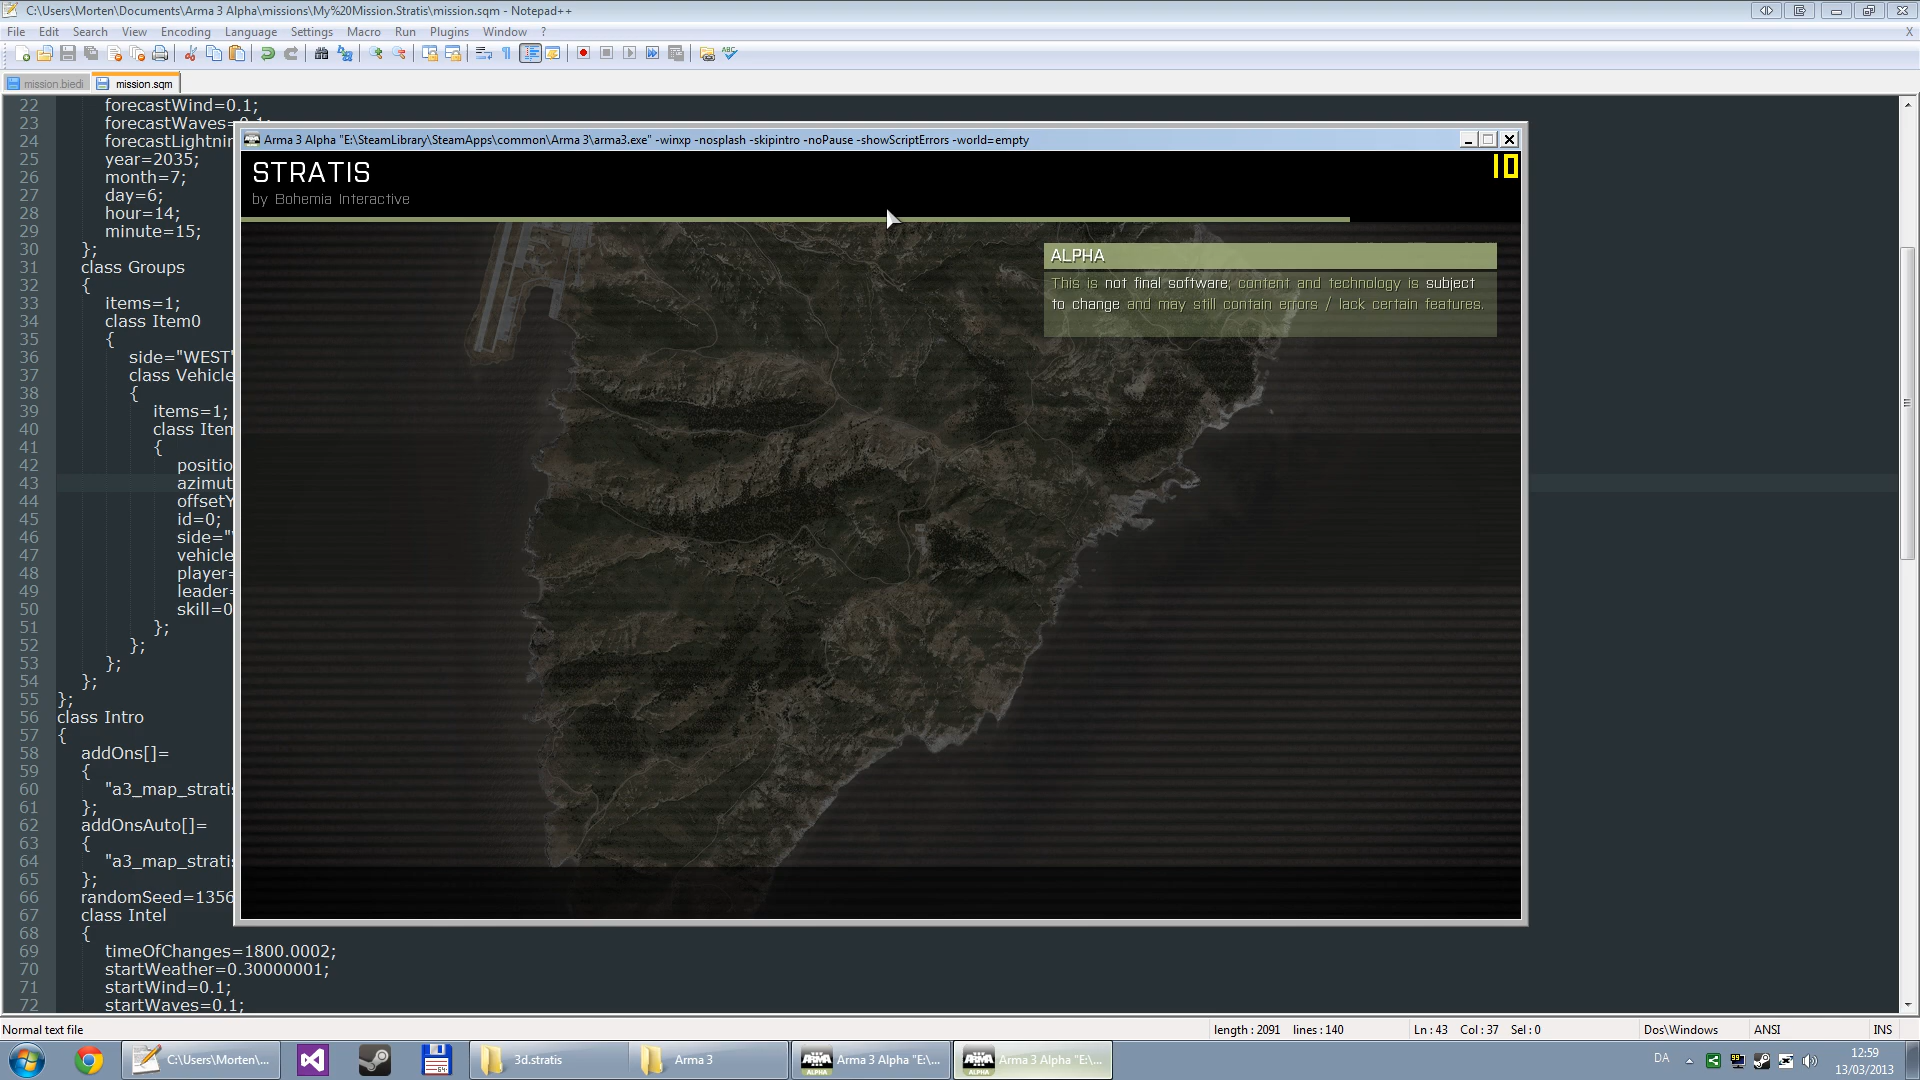 C:\Users\Morten\Documents\Arma 3 Alpha\missions\My%20Mission.Stratis\mission.sqm - Notepad++
File Edit Search View Encoding Language Settings Macro Run Plugins Window ? X
mission.biedi mission.sqm
22 forecastWind=0.1;
23 forecastWaves=0.1;
24 forecastLightnin
25 year=2035;
26 month=7;
27 day=6;
28 hour=14;
29 minute=15;
30 };
31 class Groups
32 {
33 items=1;
34 class Item0
35 {
36 side="WEST"
37 class Vehicle
38 {
39 items=1;
40 class Item
41 {
42 positio
43 azimut
44 offsetY
45 id=0;
46 side="
47 vehicle
48 player=
49 leader=
50 skill=0
51 };
52 };
53 };
54 };
55 };
56 class Intro
57 {
58 addOns[]=
59 {
60 "a3_map_stratis
61 };
62 addOnsAuto[]=
63 {
64 "a3_map_stratis
65 };
66 randomSeed=1356
67 class Intel
68 {
69 timeOfChanges=1800.0002;
70 startWeather=0.30000001;
71 startWind=0.1;
72 startWaves=0.1;
Arma 3 Alpha "E:\SteamLibrary\SteamApps\common\Arma 3\arma3.exe" -winxp -nosplash -skipintro -noPause -showScriptErrors -world=empty
STRATIS
10
by Bohemia Interactive
ALPHA
This is not final software; content and technology is subject
to change and may still contain errors / lack certain features.
Normal text file length : 2091 lines : 140 Ln : 43 Col : 37 Sel : 0 Dos\Windows ANSI INS
C:\Users\Morten\... 3d.stratis Arma 3 Arma 3 Alpha "E:\... Arma 3 Alpha "E:\... DA 12:59
13/03/2013